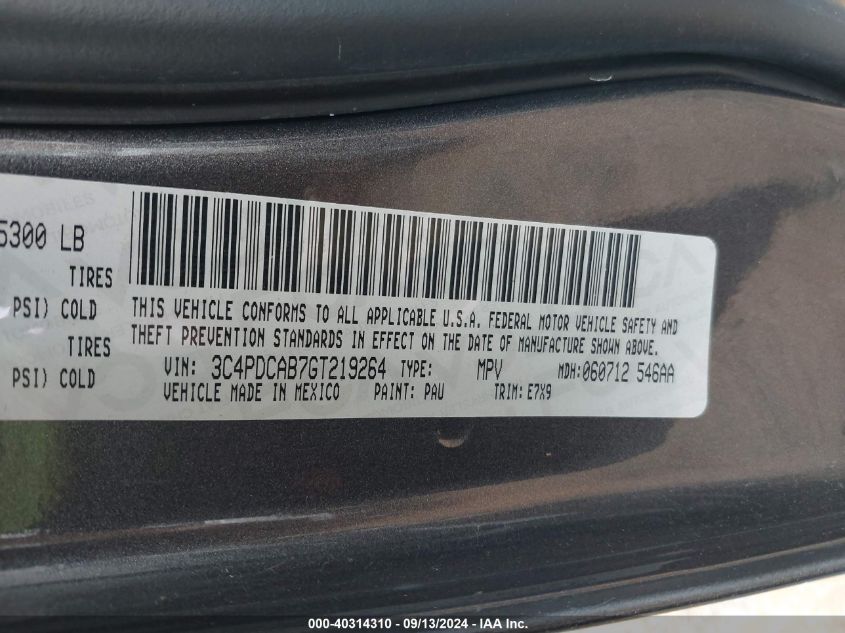 5300 LB
TIRES
PSI) COLD
TIRES
PSI) COLD
THIS VEHICLE CONFORMS TO ALL APPLICABLE U.S.A. FEDERAL MOTOR VEHICLE SAFETY AND
THEFT PREVENTION STANDARDS IN EFFECT ON THE DATE OF MANUFACTURE SHOWN ABOVE.
VIN: 3C4PDCAB7GT219264 TYPE: MPV MDH:060712 546AA
VEHICLE MADE IN MEXICO PAINT: PAU TRIM: E7X9
000-40314310 - 09/13/2024 - IAA Inc.